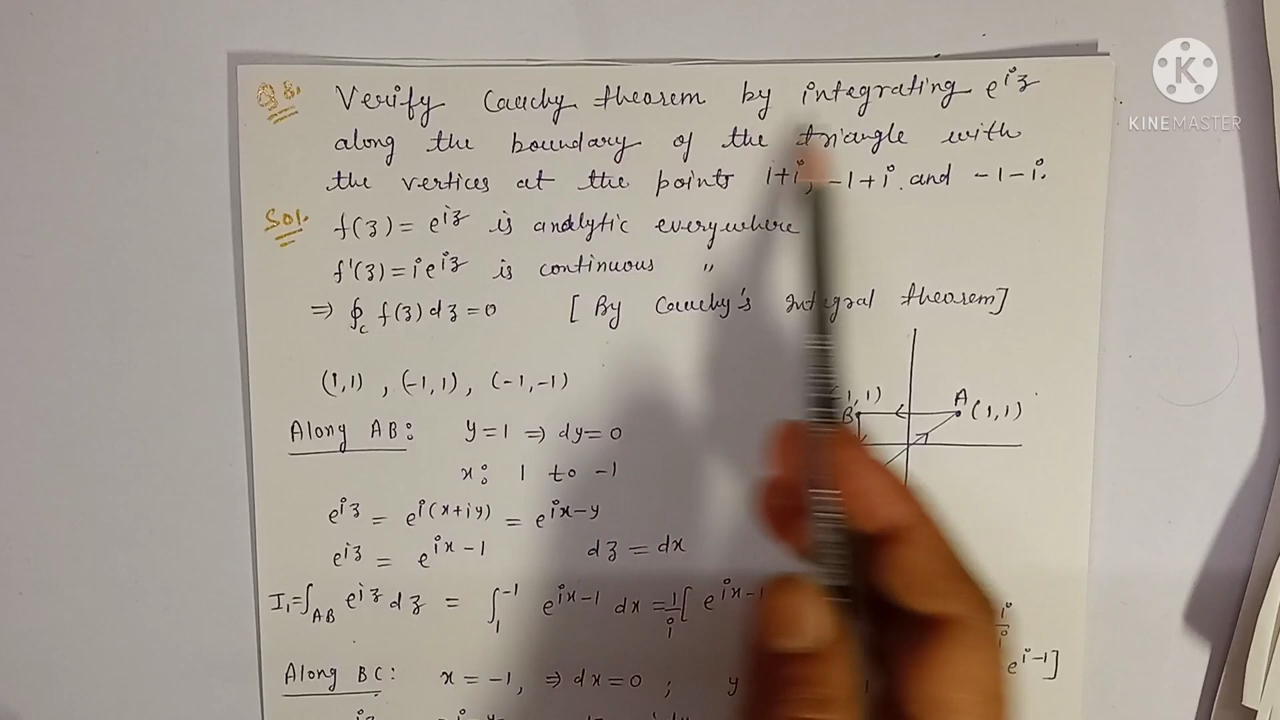 Q 8. Verify Cauchy theorem by integrating e^{iz}
along the boundary of the triangle with
the vertices at the points 1+i, -1+i. and -1-i.
Sol. f(z) = e^{iz} is analytic everywhere
f'(z) = i e^{iz} is continuous "
⇒ ∮_c f(z) dz = 0 [By Cauchy's Integral theorem]
(1,1) , (-1,1), (-1,-1)
1,1) A (1,1)
B
Along AB: y=1 ⇒ dy=0
x: 1 to -1
e^{iz} = e^{i(x+iy)} = e^{ix-y}
e^{iz} = e^{ix-1} dz = dx
I₁=∫_{AB} e^{iz} dz = ∫_1^{-1} e^{ix-1} dx = 1/i [ e^{ix-1}
e^{i-1}]
Along BC: x = -1, ⇒ dx=0 ; y
KINEMASTER